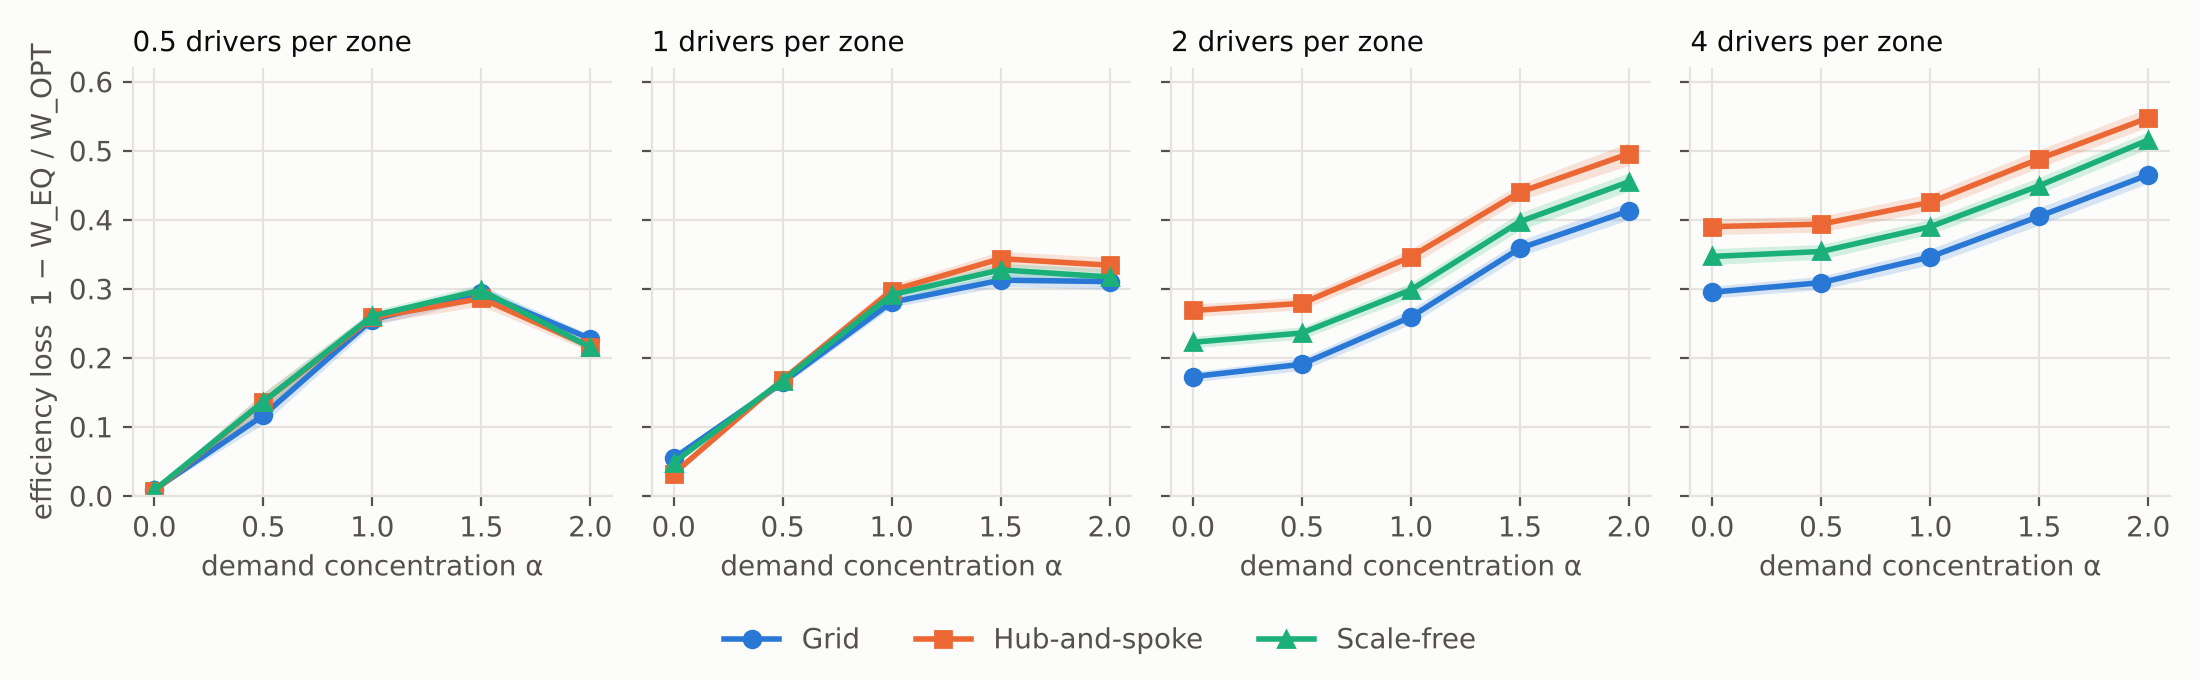 0.5 drivers per zone
1 drivers per zone
2 drivers per zone
4 drivers per zone
efficiency loss 1 − W_EQ / W_OPT
0.6
0.5
0.4
0.3
0.2
0.1
0.0
0.0 0.5 1.0 1.5 2.0
0.0 0.5 1.0 1.5 2.0
0.0 0.5 1.0 1.5 2.0
0.0 0.5 1.0 1.5 2.0
demand concentration α
demand concentration α
demand concentration α
demand concentration α
Grid
Hub-and-spoke
Scale-free